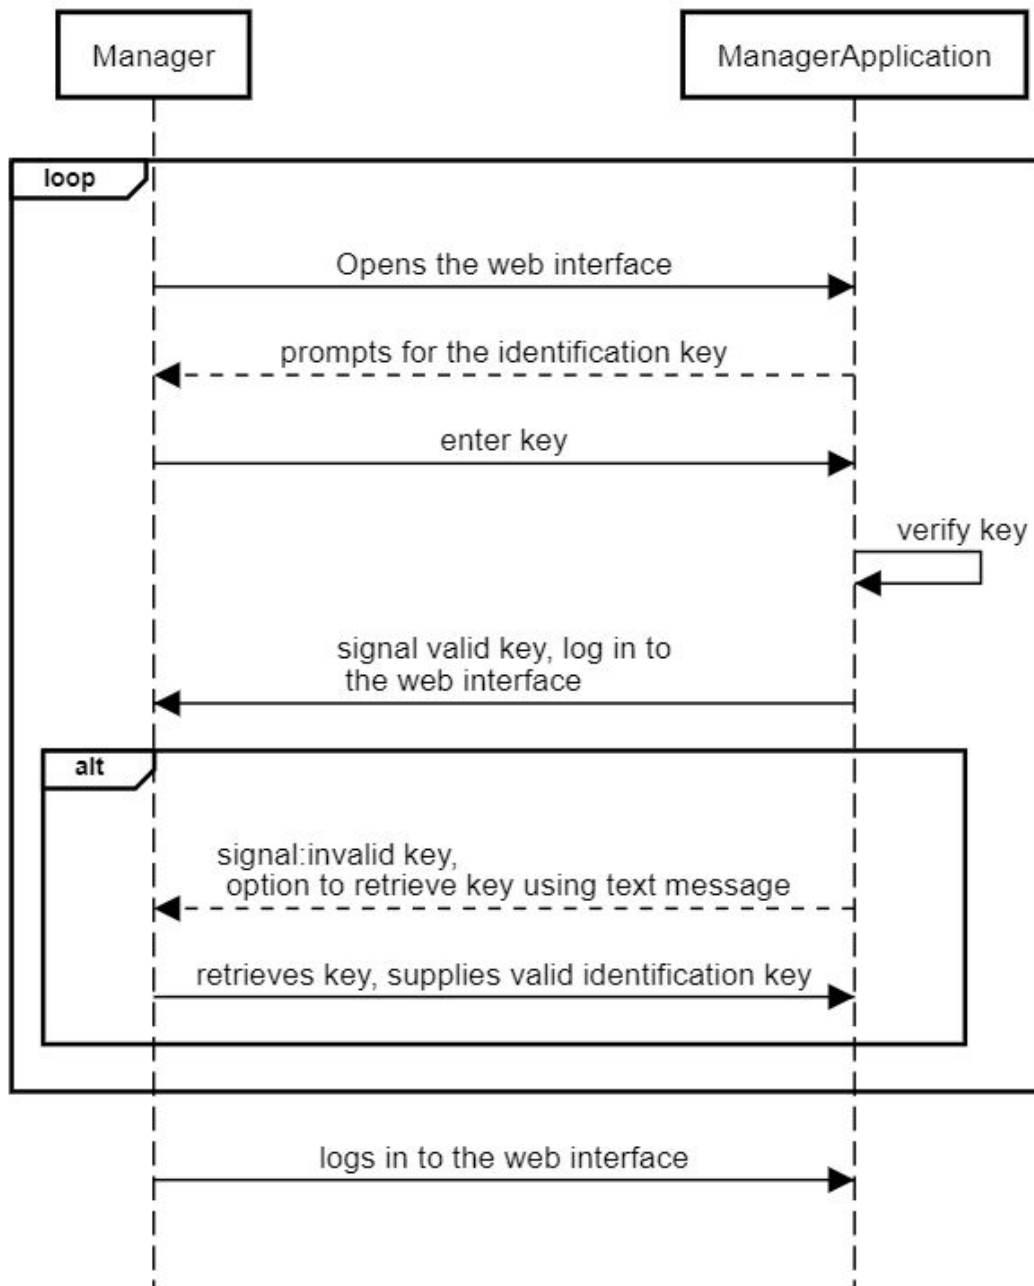 Manager
ManagerApplication
loop
Opens the web interface
prompts for the identification key
enter key
verify key
signal valid key, log in to
the web interface
alt
signal:invalid key,
option to retrieve key using text message
retrieves key, supplies valid identification key
logs in to the web interface